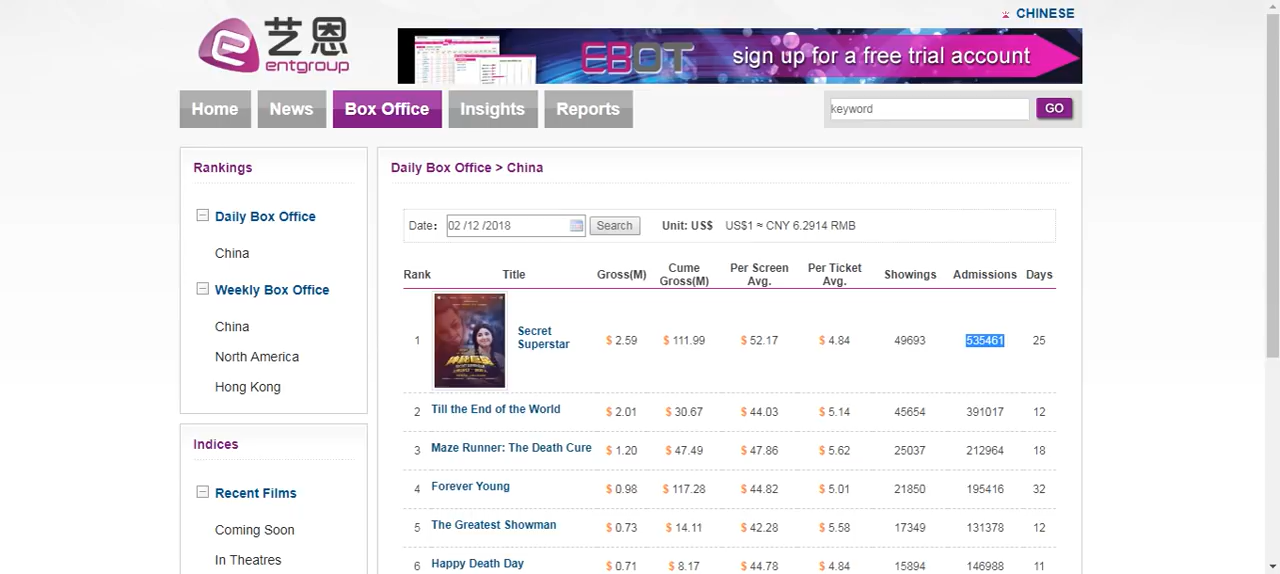 CHINESE
艺恩
entgroup
EBOT sign up for a free trial account
Home News Box Office Insights Reports keyword GO
Rankings
Daily Box Office
China
Weekly Box Office
China
North America
Hong Kong
Indices
Recent Films
Coming Soon
In Theatres
Daily Box Office > China
Date: 02 /12 /2018 Search Unit: US$ US$1 ≈ CNY 6.2914 RMB
Rank Title Gross(M) Cume Gross(M) Per Screen Avg. Per Ticket Avg. Showings Admissions Days
1 Secret Superstar $ 2.59 $ 111.99 $ 52.17 $ 4.84 49693 535461 25
2 Till the End of the World $ 2.01 $ 30.67 $ 44.03 $ 5.14 45654 391017 12
3 Maze Runner: The Death Cure $ 1.20 $ 47.49 $ 47.86 $ 5.62 25037 212964 18
4 Forever Young $ 0.98 $ 117.28 $ 44.82 $ 5.01 21850 195416 32
5 The Greatest Showman $ 0.73 $ 14.11 $ 42.28 $ 5.58 17349 131378 12
6 Happy Death Day $ 0.71 $ 8.17 $ 44.78 $ 4.84 15894 146988 11